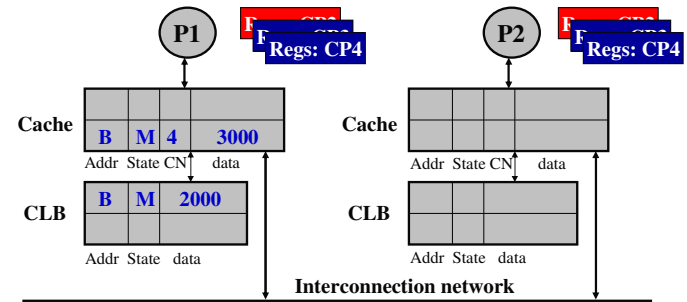 P1
Regs: CP4
P2
Regs: CP4
Cache
B M 4 3000
Addr State CN data
CLB
B M 2000
Addr State data
Cache
Addr State CN data
CLB
Addr State data
Interconnection network